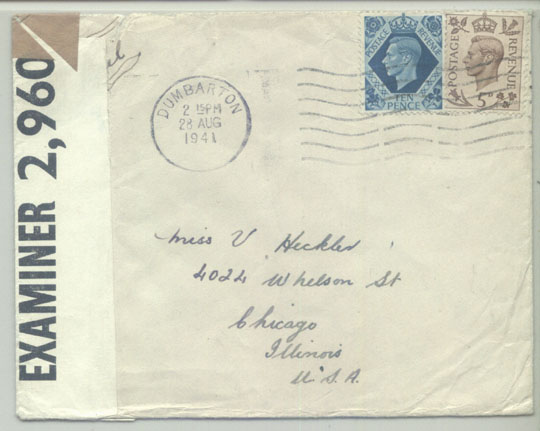 EXAMINER 2,960
DUMBARTON
2 15PM
28 AUG
1941
POSTAGE REVENUE
TEN
PENCE
POSTAGE REVENUE
5D
Miss V Heckler
4024 Whelson St
Chicago
Illinois
U.S.A.